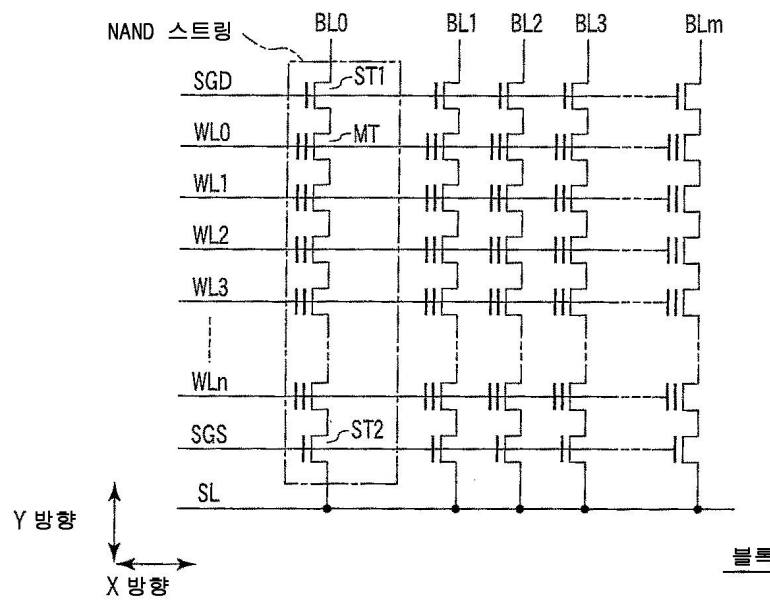 NAND 스트링
BL0 BL1 BL2 BL3 BLm
SGD ST1
WL0 MT
WL1
WL2
WL3
WLn
SGS ST2
SL
Y 방향
X 방향